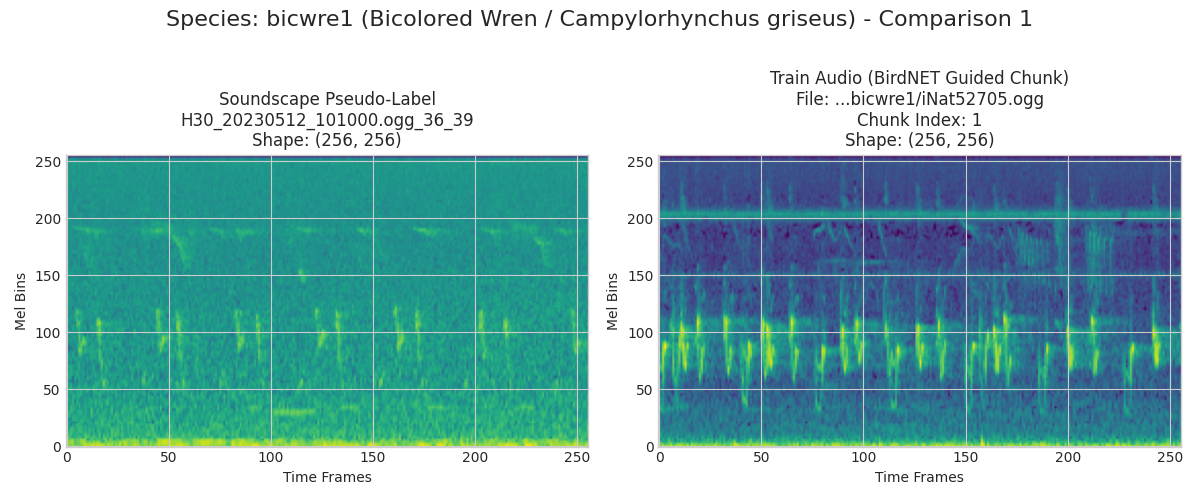 Species: bicwre1 (Bicolored Wren / Campylorhynchus griseus) - Comparison 1
Soundscape Pseudo-Label
H30_20230512_101000.ogg_36_39
Shape: (256, 256)
250
200
150
100
50
0
Mel Bins
0 50 100 150 200 250
Time Frames
Train Audio (BirdNET Guided Chunk)
File: ...bicwre1/iNat52705.ogg
Chunk Index: 1
Shape: (256, 256)
250
200
150
100
50
0
Mel Bins
0 50 100 150 200 250
Time Frames